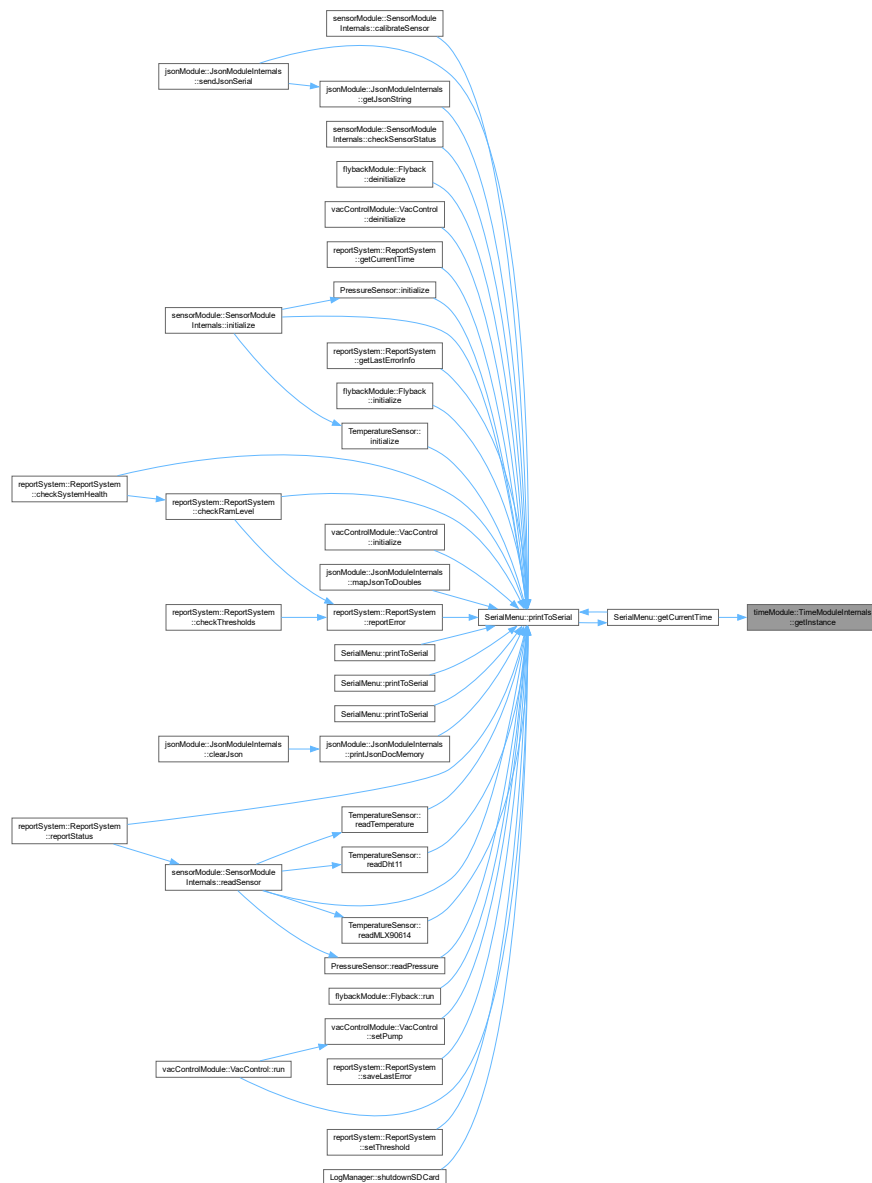 sensorModule::SensorModule
Internals::calibrateSensor
jsonModule::JsonModuleInternals
::sendJsonSerial
jsonModule::JsonModuleInternals
::getJsonString
sensorModule::SensorModule
Internals::checkSensorStatus
flybackModule::Flyback
::deinitialize
vacControlModule::VacControl
::deinitialize
reportSystem::ReportSystem
::getCurrentTime
PressureSensor::initialize
sensorModule::SensorModule
Internals::initialize
reportSystem::ReportSystem
::getLastErrorInfo
flybackModule::Flyback
::initialize
TemperatureSensor::
initialize
reportSystem::ReportSystem
::checkSystemHealth
reportSystem::ReportSystem
::checkRamLevel
vacControlModule::VacControl
::initialize
jsonModule::JsonModuleInternals
::mapJsonToDoubles
reportSystem::ReportSystem
::checkThresholds
reportSystem::ReportSystem
::reportError
SerialMenu::printToSerial
SerialMenu::getCurrentTime
timeModule::TimeModuleInternals
::getInstance
SerialMenu::printToSerial
SerialMenu::printToSerial
SerialMenu::printToSerial
jsonModule::JsonModuleInternals
::clearJson
jsonModule::JsonModuleInternals
::printJsonDocMemory
TemperatureSensor::
readTemperature
reportSystem::ReportSystem
::reportStatus
TemperatureSensor::
readDht11
sensorModule::SensorModule
Internals::readSensor
TemperatureSensor::
readMLX90614
PressureSensor::readPressure
flybackModule::Flyback::run
vacControlModule::VacControl
::setPump
vacControlModule::VacControl::run
reportSystem::ReportSystem
::saveLastError
reportSystem::ReportSystem
::setThreshold
LogManager::shutdownSDCard